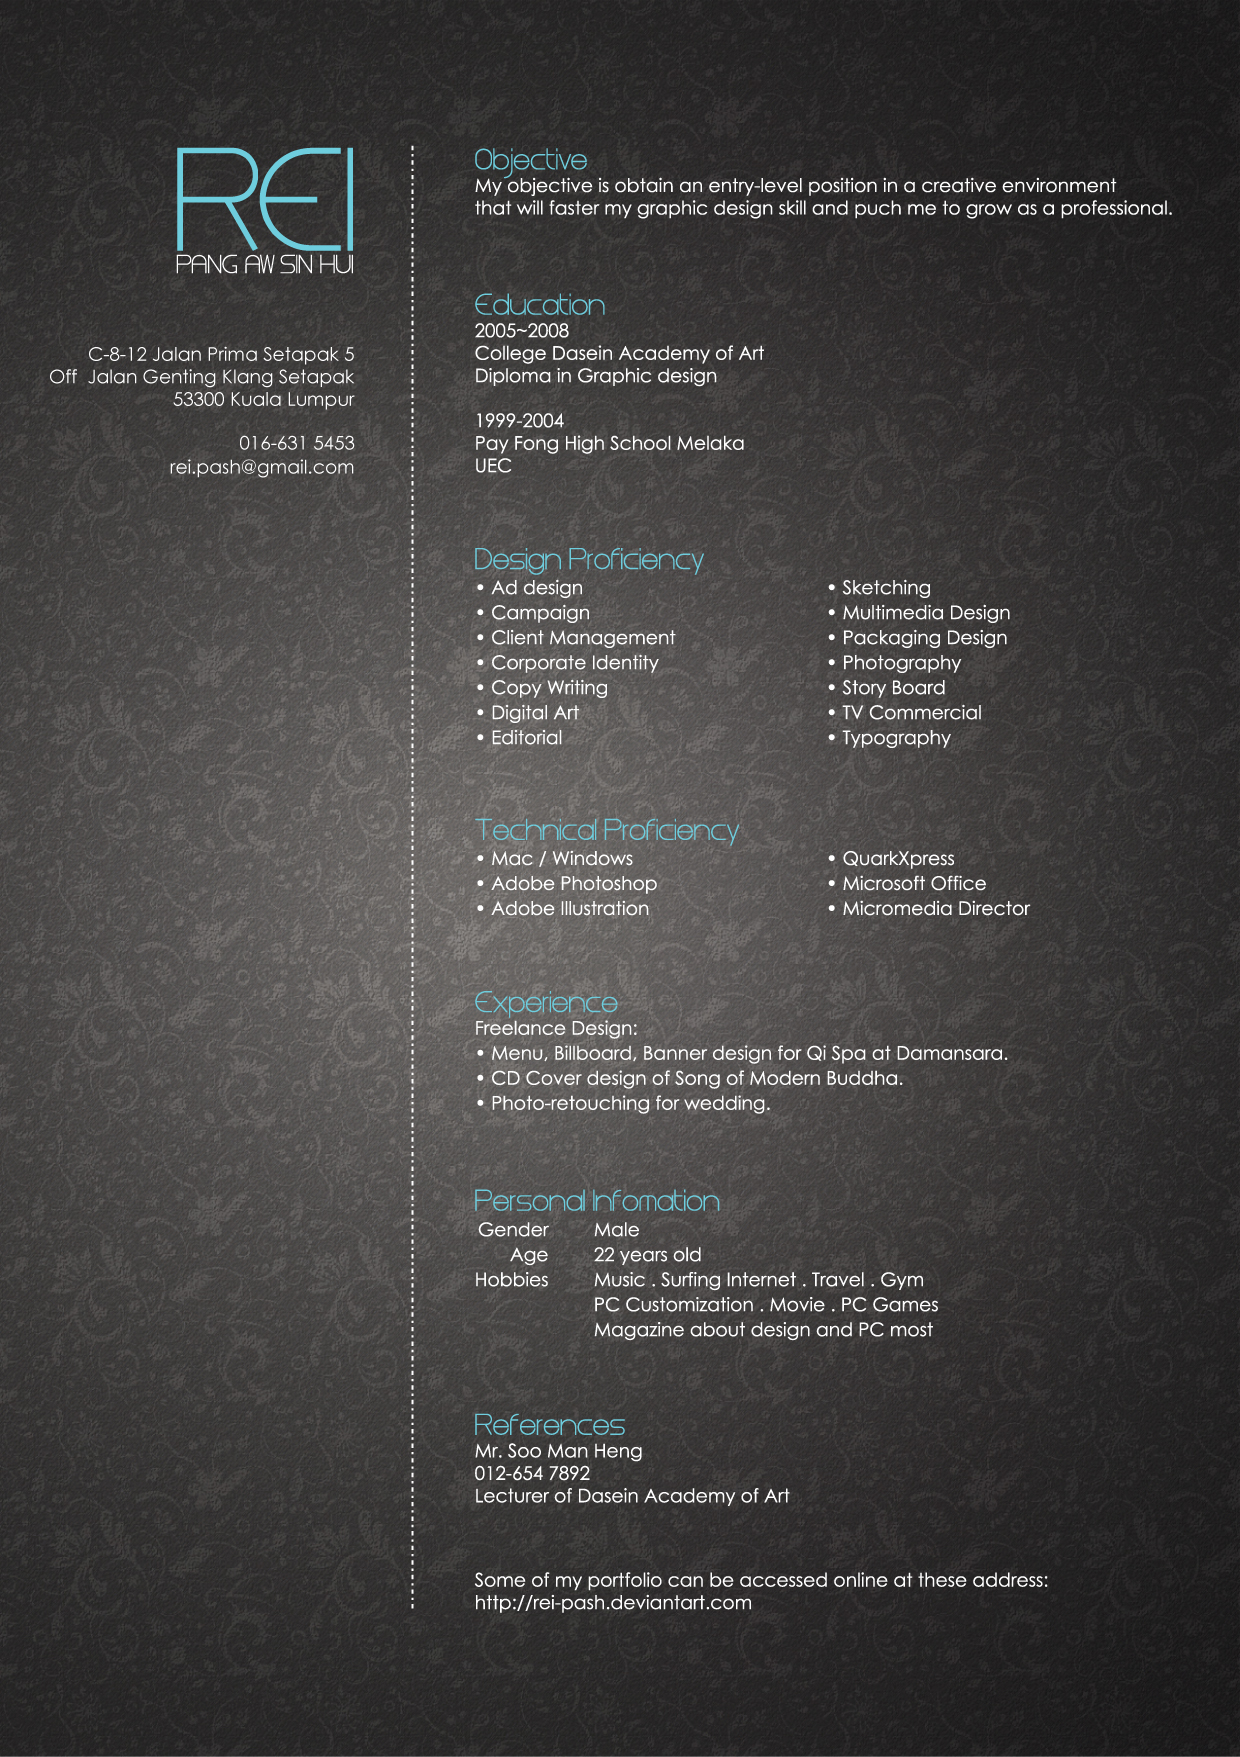 REI
PANG AW SIN HUI
C-8-12 Jalan Prima Setapak 5
Off  Jalan Genting Klang Setapak
53300 Kuala Lumpur
016-631 5453
rei.pash@gmail.com
Objective
My objective is obtain an entry-level position in a creative environment
that will faster my graphic design skill and puch me to grow as a professional.
Education
2005~2008
College Dasein Academy of Art
Diploma in Graphic design
1999-2004
Pay Fong High School Melaka
UEC
Design Proficiency
• Ad design
• Campaign
• Client Management
• Corporate Identity
• Copy Writing
• Digital Art
• Editorial
• Sketching
• Multimedia Design
• Packaging Design
• Photography
• Story Board
• TV Commercial
• Typography
Technical Proficiency
• Mac / Windows
• Adobe Photoshop
• Adobe Illustration
• QuarkXpress
• Microsoft Office
• Micromedia Director
Experience
Freelance Design:
• Menu, Billboard, Banner design for Qi Spa at Damansara.
• CD Cover design of Song of Modern Buddha.
• Photo-retouching for wedding.
Personal Infomation
Gender Male
Age 22 years old
Hobbies Music . Surfing Internet . Travel . Gym
PC Customization . Movie . PC Games
Magazine about design and PC most
References
Mr. Soo Man Heng
012-654 7892
Lecturer of Dasein Academy of Art
Some of my portfolio can be accessed online at these address:
http://rei-pash.deviantart.com